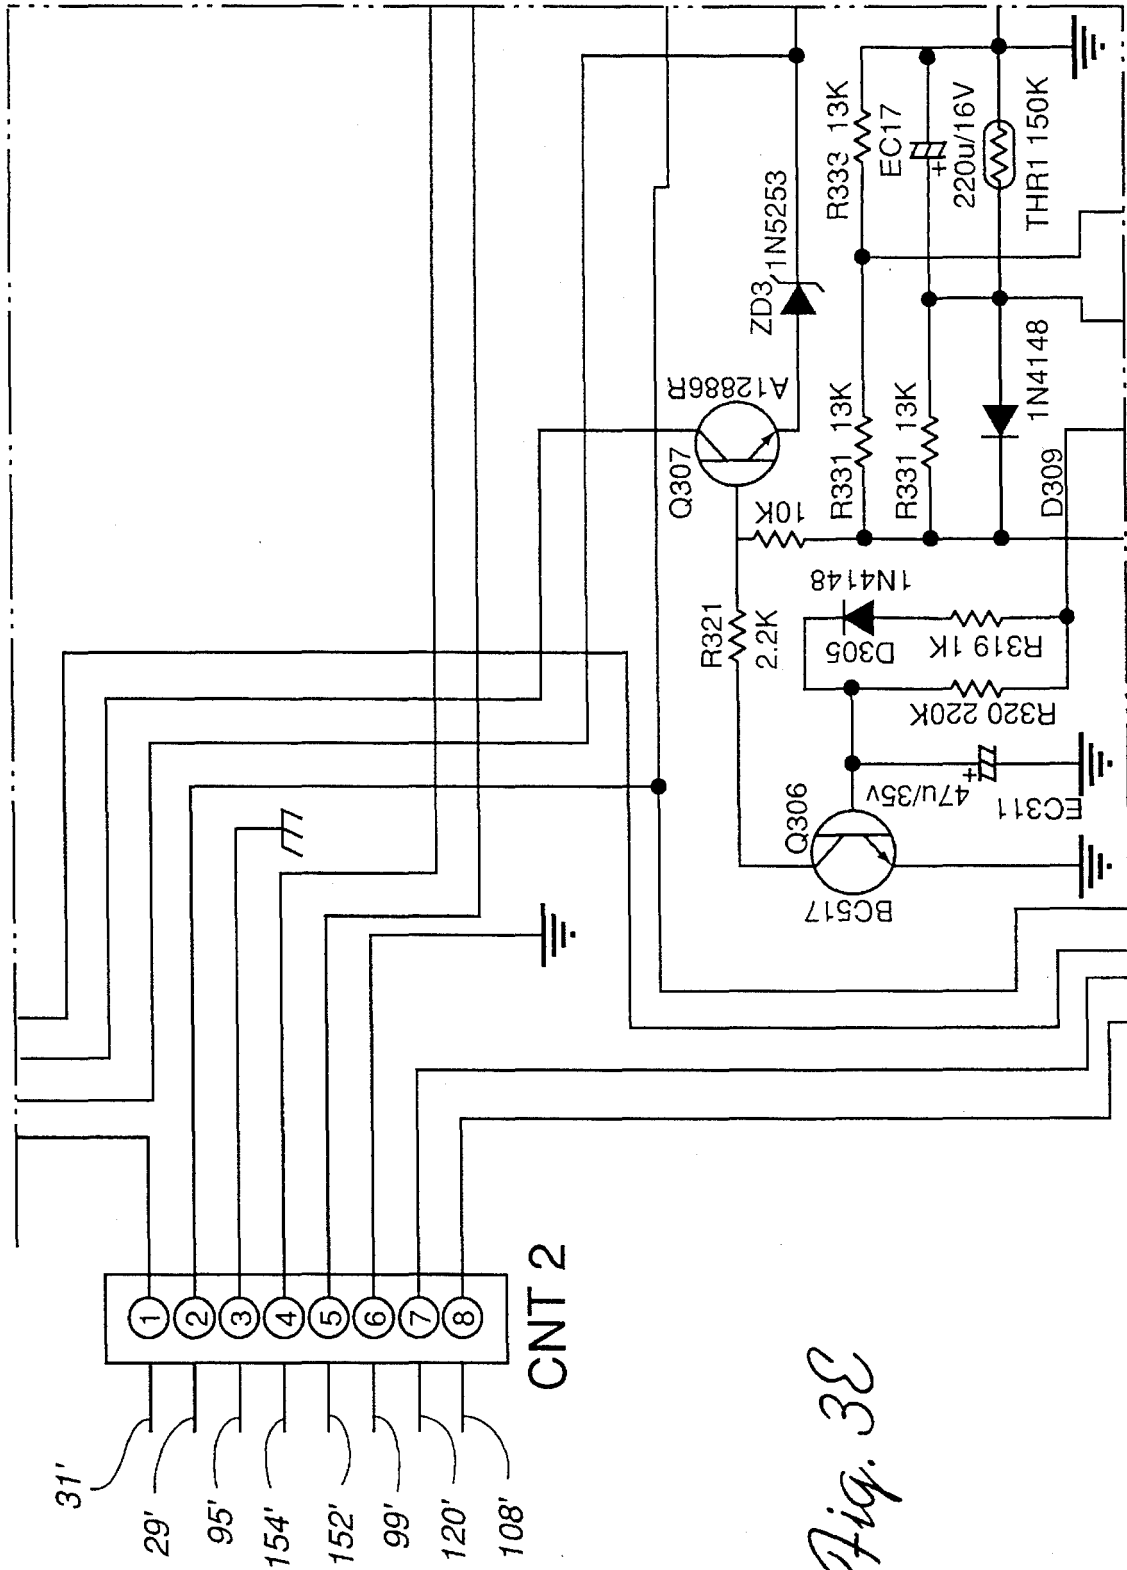 31'
29'
95'
154'
152'
99'
120'
108'
1
2
3
4
5
6
7
8
CNT 2
Q306
BC517
47u/35v
+
EC311
R321
2.2K
D305
1N4148
R319 1K
R320 220K
Q307
A12886R
10K
ZD3
1N5253
R331 13K
R331 13K
D309
1N4148
R333 13K
EC17
+
220u/16V
THR1 150K
Fig. 3E